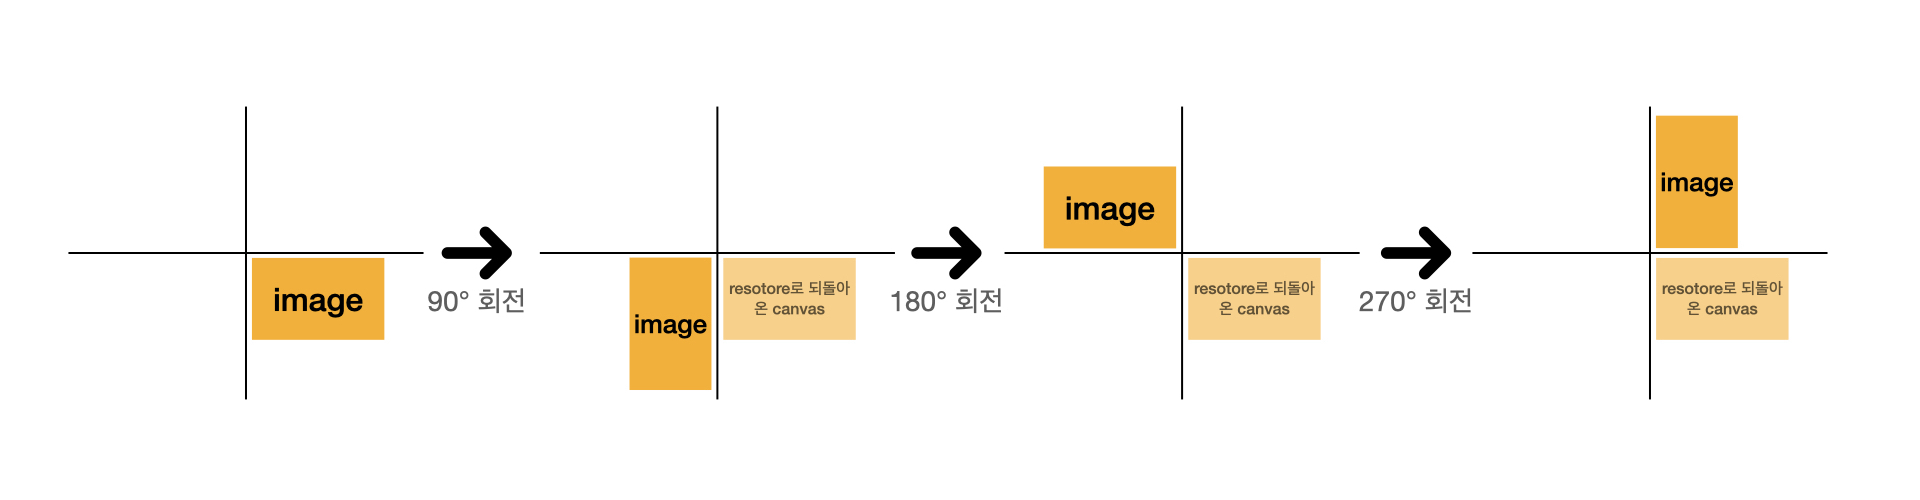 image
90° 회전
image
resotore로 되돌아
온 canvas
180° 회전
image
resotore로 되돌아
온 canvas
270° 회전
image
resotore로 되돌아
온 canvas